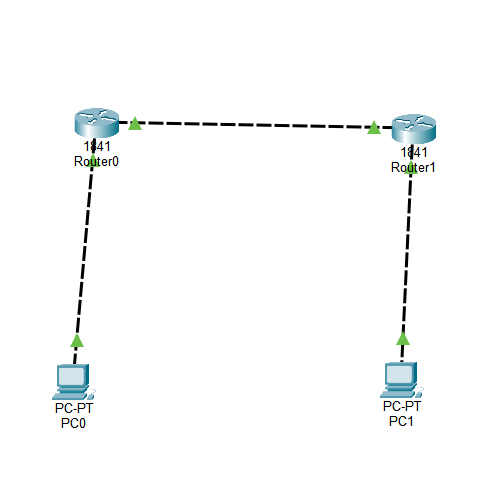 1841
Router0
1841
Router1
PC-PT
PC0
PC-PT
PC1